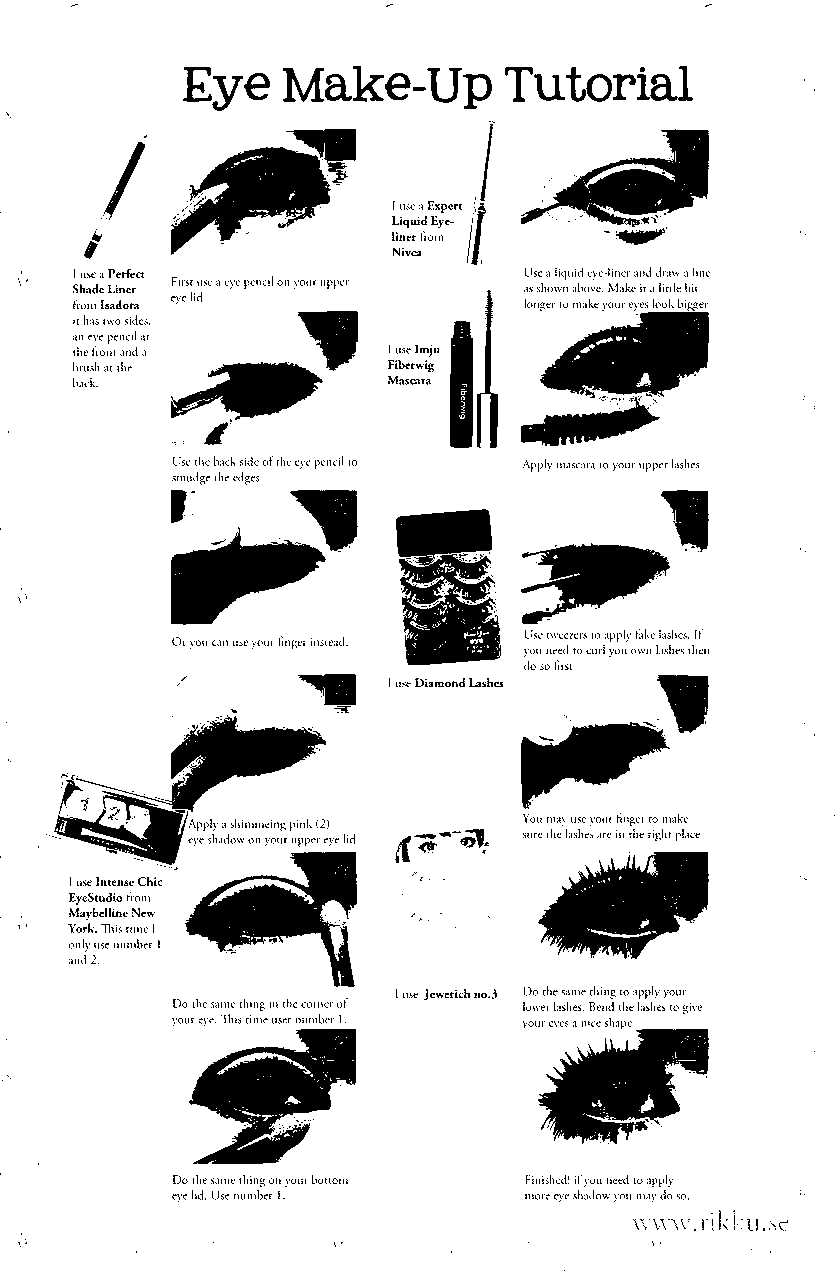 Eye Make-Up Tutorial
I use a Perfect
Shade Liner
from Isadora
it has two sides,
an eye pencil at
the front and a
brush at the
back.
First use a eye pencil on your upper
eye lid
Use the back side of the eye pencil to
smudge the edges
Or you can use your finger instead.
1 2
Apply a shimmeing pink (2)
eye shadow on your upper eye lid
I use Intense Chic
EyeStudio from
Maybelline New
York. This time I
only use number 1
and 2.
Do the same thing in the corner of
your eye. This time user number 1.
Do the same thing on your bottom
eye lid. Use number 1.
I use a Expert
Liquid Eye-
liner from
Nivea
Use a liquid eye-liner and draw a line
as shown above. Make it a little bit
longer to make your eyes look bigger
I use Imju
Fiberwig
Mascara
Fiberwig
Apply mascara to your upper lashes
I use Diamond Lashes
Use tweezers to apply fake lashes. If
you need to curl you own lashes then
do so first
You may use your finger to make
sure the lashes are in the right place
I use Jewerich no.3
Do the same thing to apply your
lower lashes. Bend the lashes to give
your eyes a nice shape
Finished! if you need to apply
more eye shadow you may do so.
www.rikku.se